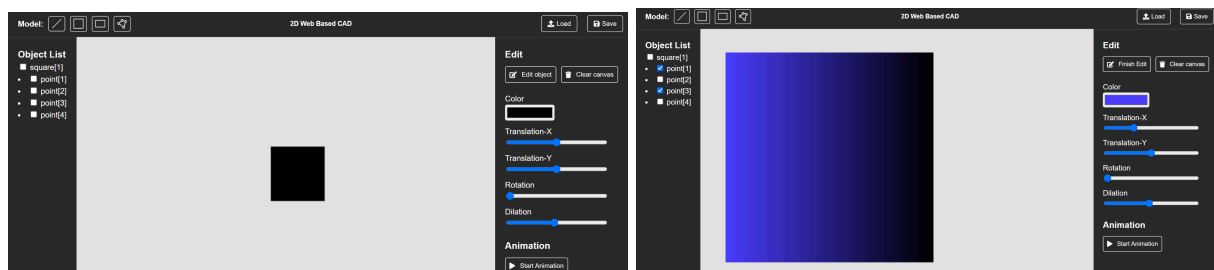 Model:
2D Web Based CAD
Load
Save
Object List
square[1]
point[1]
point[2]
point[3]
point[4]
Edit
Edit object
Clear canvas
Color
Translation-X
Translation-Y
Rotation
Dilation
Animation
Start Animation
Model:
2D Web Based CAD
Load
Save
Object List
square[1]
point[1]
point[2]
point[3]
point[4]
Edit
Finish Edit
Clear canvas
Color
Translation-X
Translation-Y
Rotation
Dilation
Animation
Start Animation